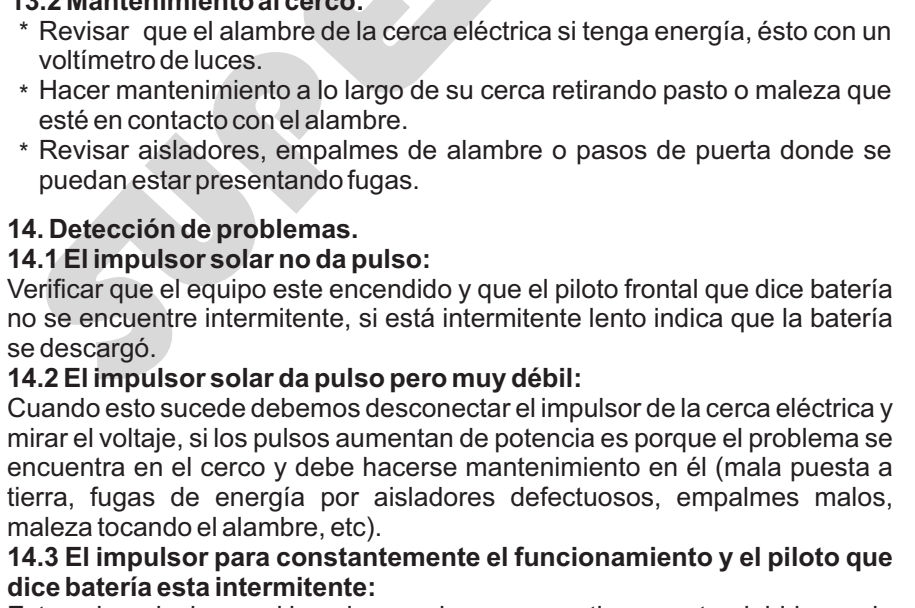 13.2 Mantenimiento al cerco:
* Revisar que el alambre de la cerca eléctrica si tenga energía, ésto con un
voltímetro de luces.
* Hacer mantenimiento a lo largo de su cerca retirando pasto o maleza que
esté en contacto con el alambre.
* Revisar aisladores, empalmes de alambre o pasos de puerta donde se
puedan estar presentando fugas.
14. Detección de problemas.
14.1 El impulsor solar no da pulso:
Verificar que el equipo este encendido y que el piloto frontal que dice batería
no se encuentre intermitente, si está intermitente lento indica que la batería
se descargó.
14.2 El impulsor solar da pulso pero muy débil:
Cuando esto sucede debemos desconectar el impulsor de la cerca eléctrica y
mirar el voltaje, si los pulsos aumentan de potencia es porque el problema se
encuentra en el cerco y debe hacerse mantenimiento en él (mala puesta a
tierra, fugas de energía por aisladores defectuosos, empalmes malos,
maleza tocando el alambre, etc).
14.3 El impulsor para constantemente el funcionamiento y el piloto que
dice batería esta intermitente: